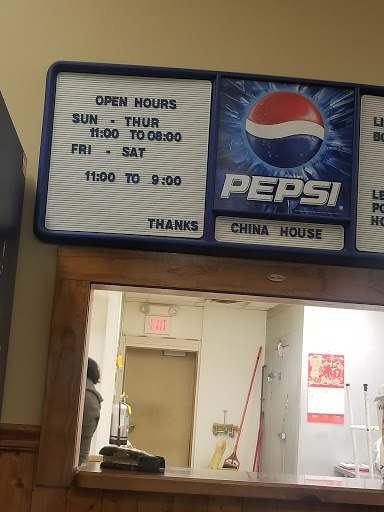 OPEN HOURS
SUN - THUR
11:00 TO 08:00
FRI - SAT
11:00 TO 9:00
THANKS
PEPSI
CHINA HOUSE
EXIT